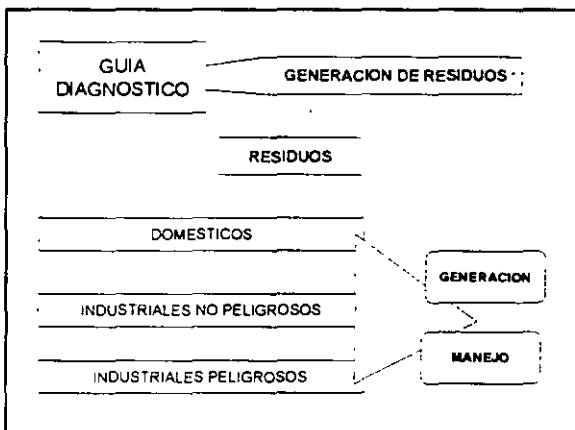 GUIA
DIAGNOSTICO
GENERACION DE RESIDUOS
RESIDUOS
DOMESTICOS
GENERACION
INDUSTRIALES NO PELIGROSOS
MANEJO
INDUSTRIALES PELIGROSOS